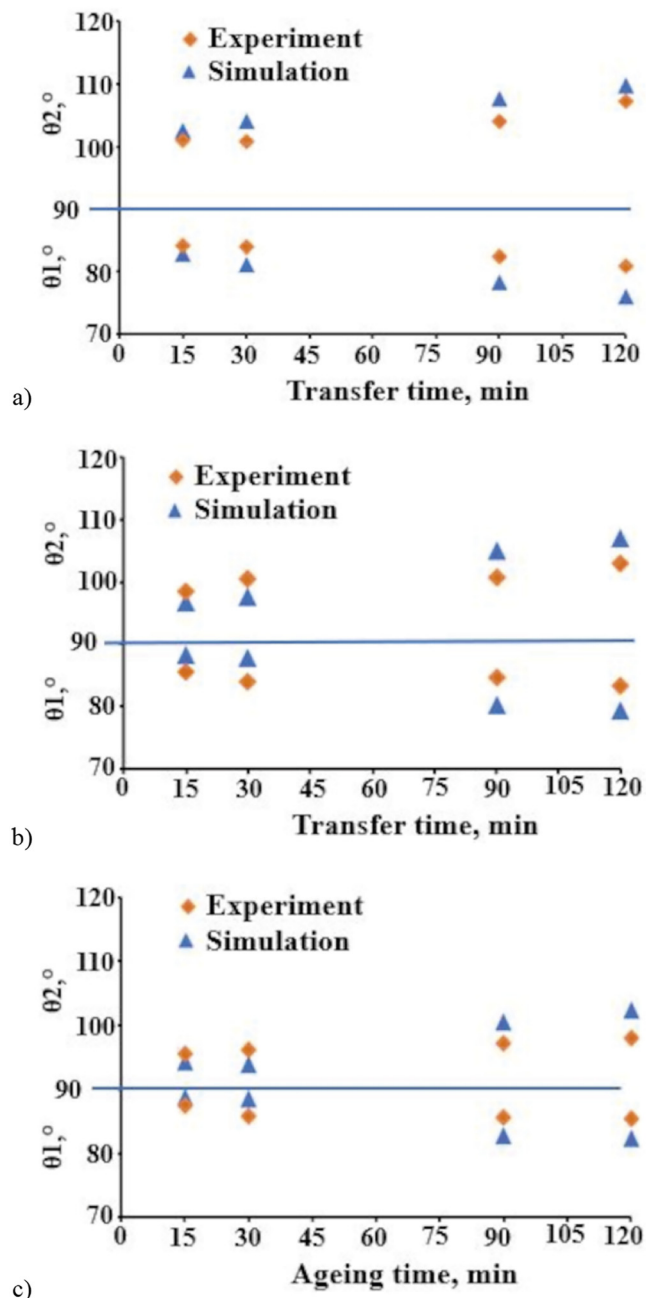 120
Experiment
Simulation
110
θ2,°
100
90
θ1,°
80
70
0 15 30 45 60 75 90 105 120
Transfer time, min
a)
120
Experiment
Simulation
110
θ2,°
100
90
θ1,°
80
70
0 15 30 45 60 75 90 105 120
Transfer time, min
b)
120
Experiment
Simulation
110
θ2,°
100
90
θ1,°
80
70
0 15 30 45 60 75 90 105 120
Ageing time, min
c)